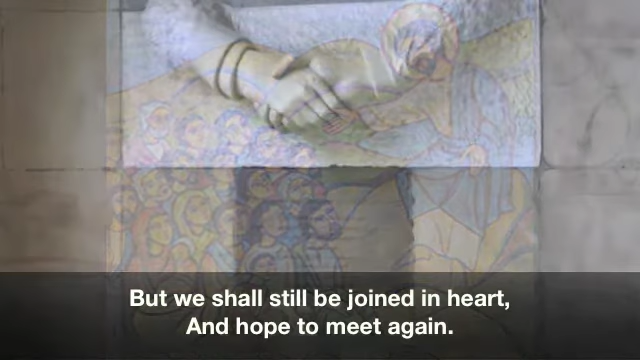 But we shall still be joined in heart,
And hope to meet again.